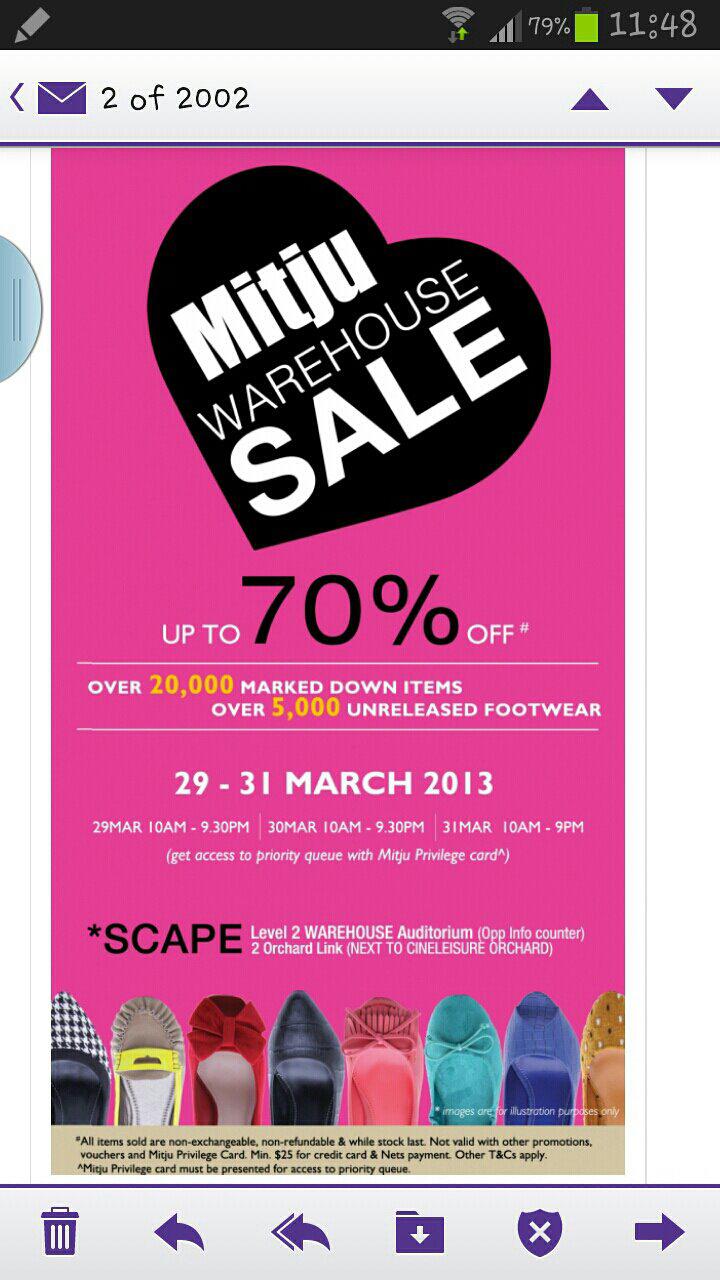 79% 11:48
2 of 2002
Mitju
WAREHOUSE
SALE
UP TO 70% OFF#
OVER 20,000 MARKED DOWN ITEMS
OVER 5,000 UNRELEASED FOOTWEAR
29 - 31 MARCH 2013
29MAR 10AM - 9.30PM 30MAR 10AM - 9.30PM 31MAR 10AM - 9PM
(get access to priority queue with Mitju Privilege card^)
*SCAPE Level 2 WAREHOUSE Auditorium (Opp Info counter)
2 Orchard Link (NEXT TO CINELEISURE ORCHARD)
* images are for illustration purposes only
#All items sold are non-exchangeable, non-refundable & while stock last. Not valid with other promotions,
vouchers and Mitju Privilege Card. Min. $25 for credit card & Nets payment. Other T&Cs apply.
^Mitju Privilege card must be presented for access to priority queue.